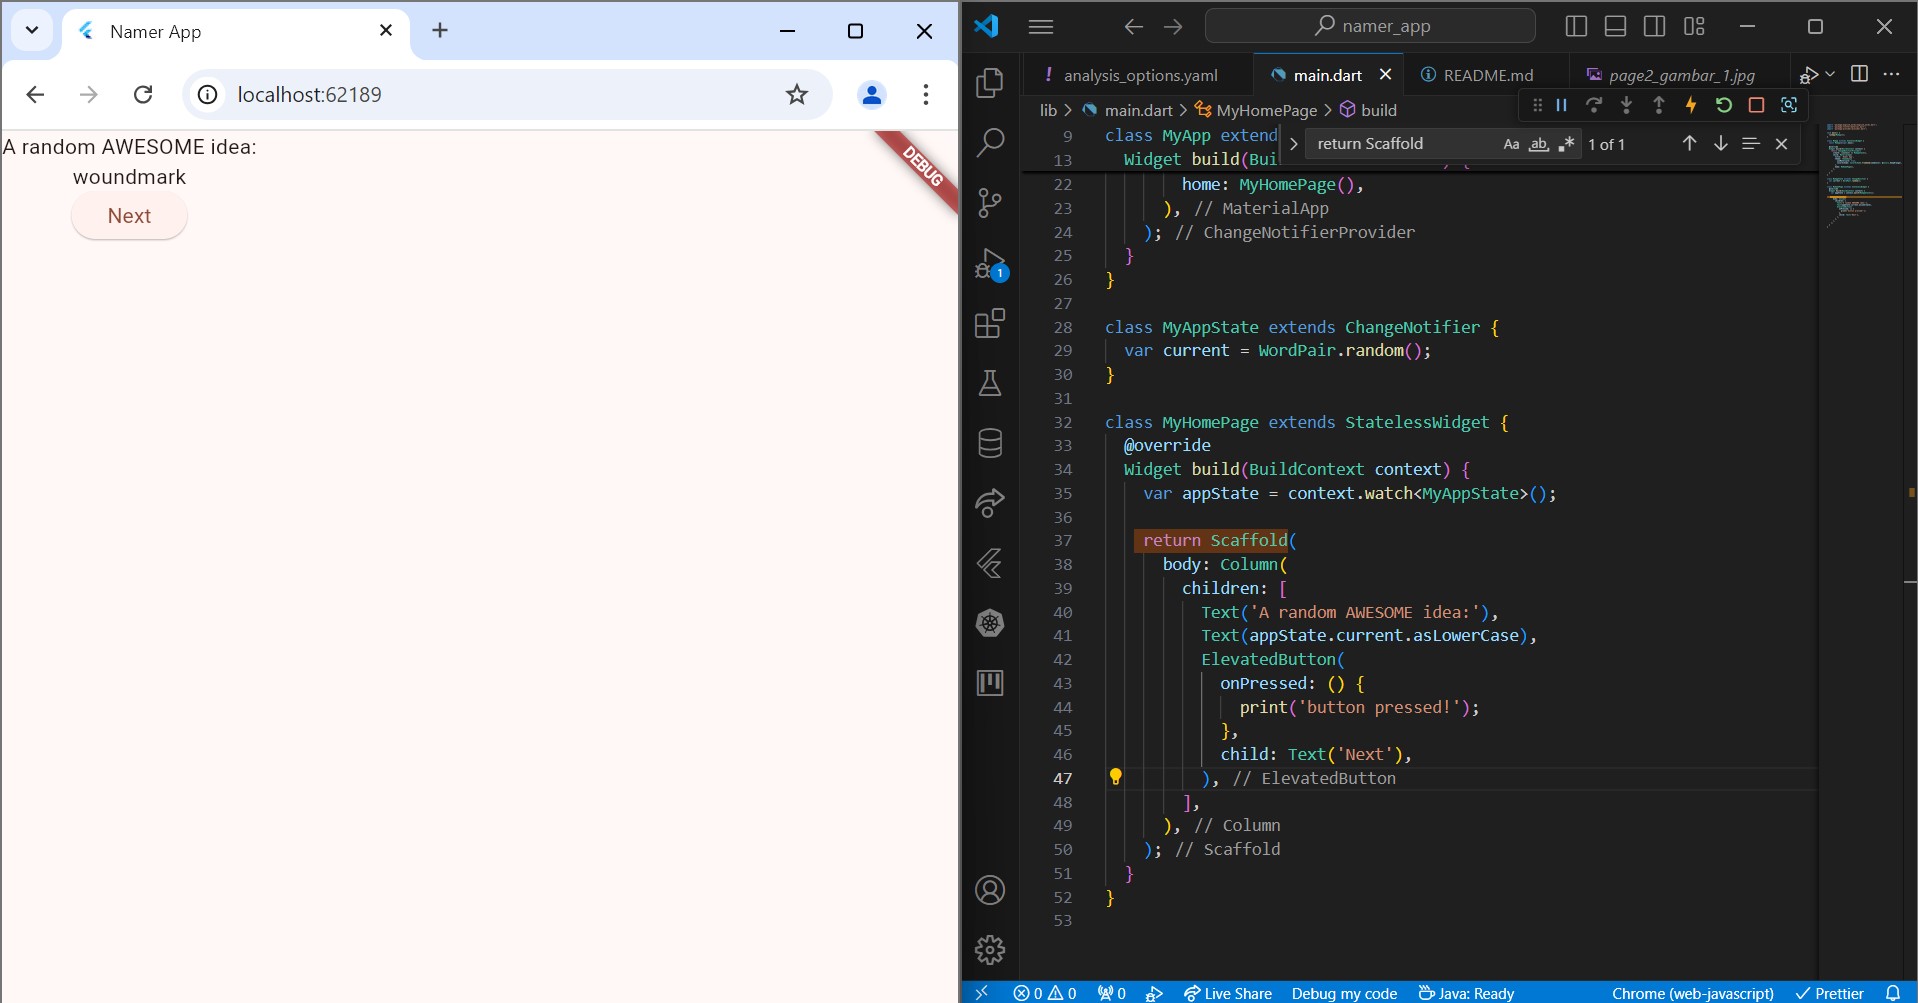 Namer App
localhost:62189
A random AWESOME idea:
woundmark
Next
DEBUG
namer_app
analysis_options.yaml
main.dart
README.md
page2_gambar_1.jpg
lib > main.dart > MyHomePage > build
return Scaffold
Aa ab .* 1 of 1
9 class MyApp extend
13 Widget build(Bui
22 home: MyHomePage(),
23 ), // MaterialApp
24 ); // ChangeNotifierProvider
25 }
26 }
27
28 class MyAppState extends ChangeNotifier {
29 var current = WordPair.random();
30 }
31
32 class MyHomePage extends StatelessWidget {
33 @override
34 Widget build(BuildContext context) {
35 var appState = context.watch<MyAppState>();
36
37 return Scaffold(
38 body: Column(
39 children: [
40 Text('A random AWESOME idea:'),
41 Text(appState.current.asLowerCase),
42 ElevatedButton(
43 onPressed: () {
44 print('button pressed!');
45 },
46 child: Text('Next'),
47 ), // ElevatedButton
48 ],
49 ), // Column
50 ); // Scaffold
51 }
52 }
53
1
0 0 0 Live Share Debug my code Java: Ready Chrome (web-javascript) Prettier